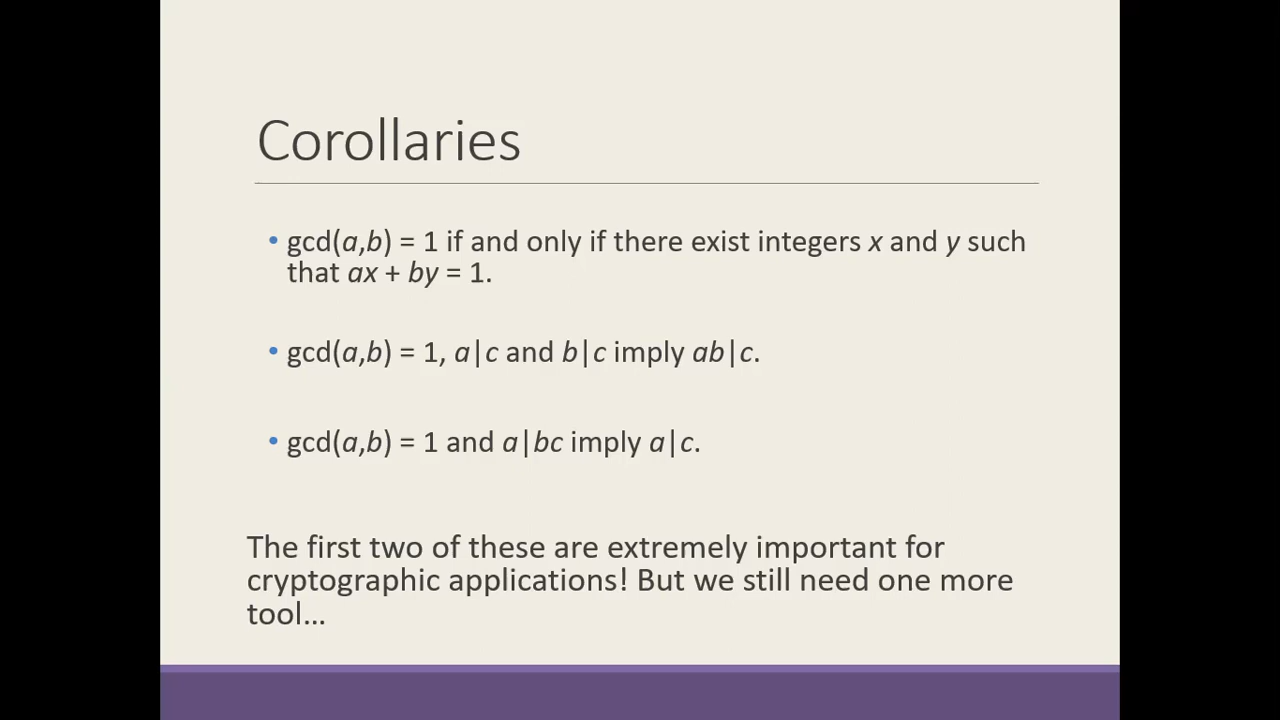 Corollaries
• gcd(a,b) = 1 if and only if there exist integers x and y such
that ax + by = 1.
• gcd(a,b) = 1, a|c and b|c imply ab|c.
• gcd(a,b) = 1 and a|bc imply a|c.
The first two of these are extremely important for
cryptographic applications! But we still need one more
tool…